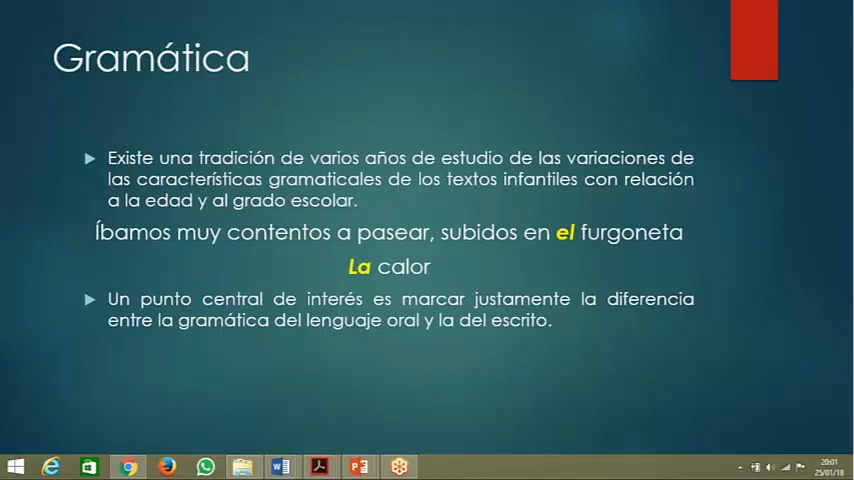 Gramática
Existe una tradición de varios años de estudio de las variaciones de
las características gramaticales de los textos infantiles con relación
a la edad y al grado escolar.
Íbamos muy contentos a pasear, subidos en el furgoneta
La calor
Un punto central de interés es marcar justamente la diferencia
entre la gramática del lenguaje oral y la del escrito.
20:01
25/01/18